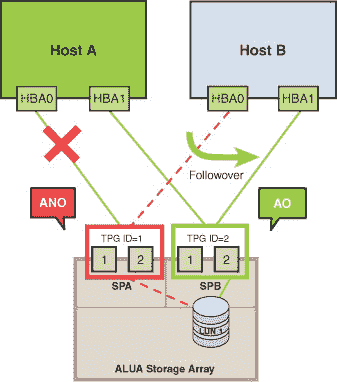 Host A
Host B
HBA0
HBA1
HBA0
HBA1
Followover
ANO
AO
TPG ID=1
TPG ID=2
1
2
1
2
SPA
SPB
LUN 1
ALUA Storage Array